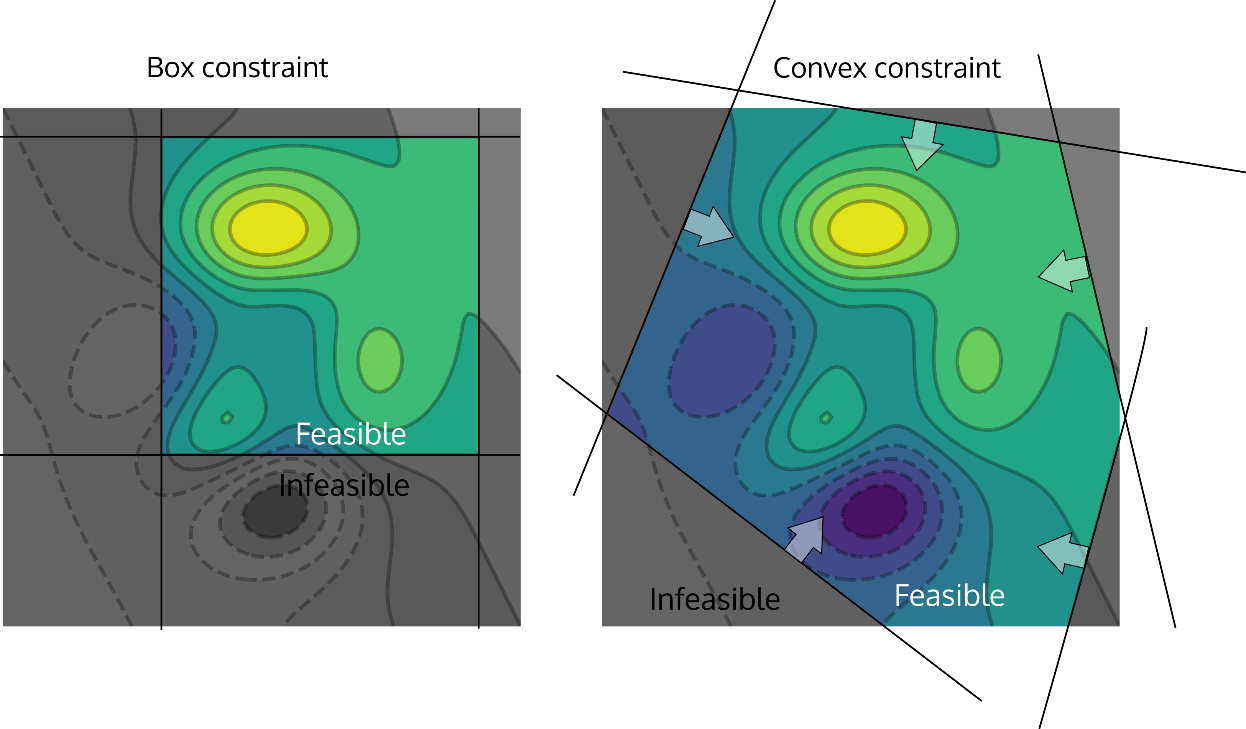 Box constraint
Convex constraint
Feasible
Infeasible
Infeasible
Feasible